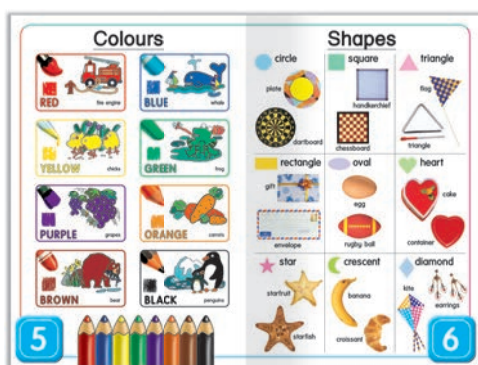 Colours
RED
fire engine
BLUE
whale
YELLOW
chicks
GREEN
frog
PURPLE
grapes
ORANGE
carrots
BROWN
bear
BLACK
penguins
5
Shapes
circle
plate
dartboard
square
handkerchief
chessboard
triangle
flag
triangle
rectangle
gift
envelope
oval
egg
rugby ball
heart
cake
container
star
starfruit
starfish
crescent
banana
croissant
diamond
kite
earrings
6